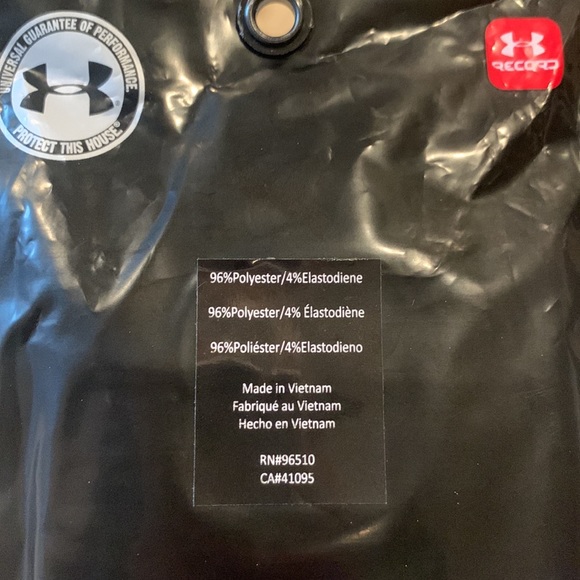 UNIVERSAL GUARANTEE OF PERFORMANCE.
PROTECT THIS HOUSE®
RECORD
96%Polyester/4%Elastodiene
96%Polyester/4% Élastodiène
96%Poliéster/4%Elastodieno
Made in Vietnam
Fabriqué au Vietnam
Hecho en Vietnam
RN#96510
CA#41095